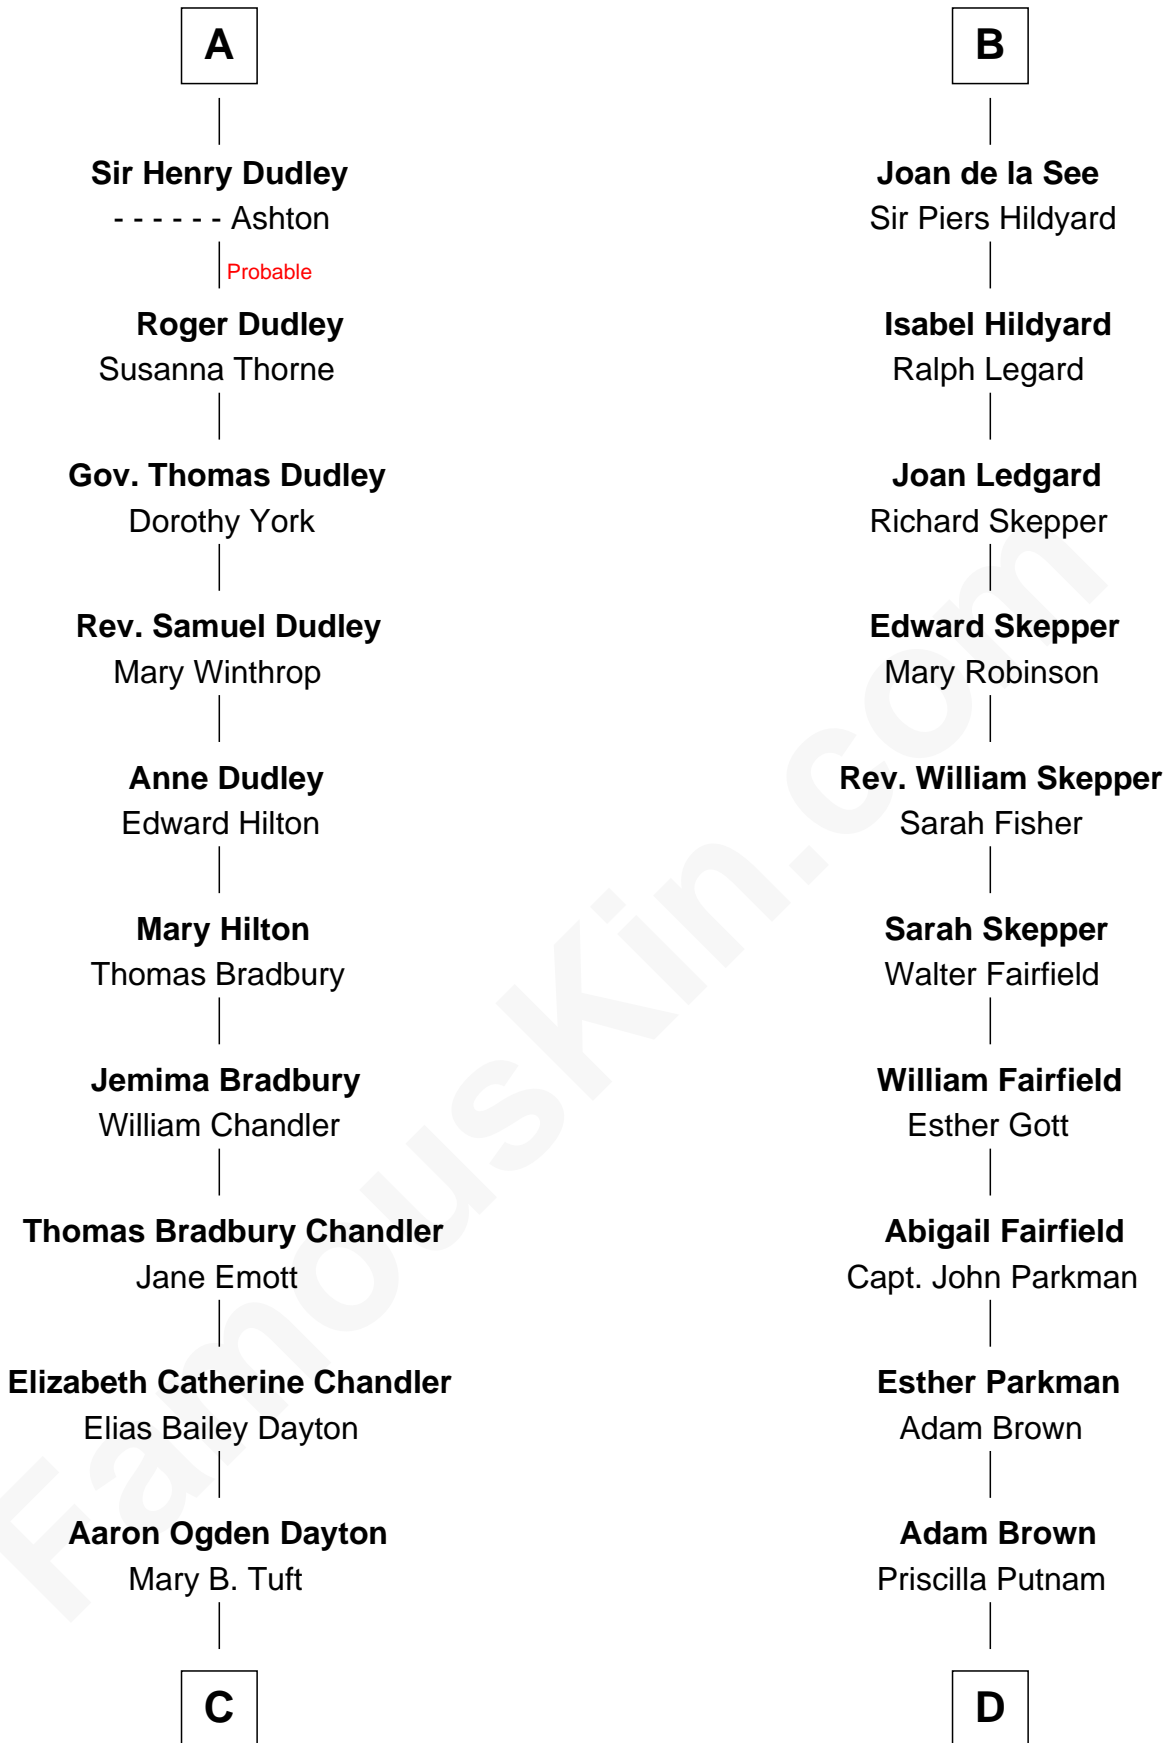 A
Sir Henry Dudley
- - - - - - Ashton
Probable
Roger Dudley
Susanna Thorne
Gov. Thomas Dudley
Dorothy York
Rev. Samuel Dudley
Mary Winthrop
Anne Dudley
Edward Hilton
Mary Hilton
Thomas Bradbury
Jemima Bradbury
William Chandler
Thomas Bradbury Chandler
Jane Emott
Elizabeth Catherine Chandler
Elias Bailey Dayton
Aaron Ogden Dayton
Mary B. Tuft
C
B
Joan de la See
Sir Piers Hildyard
Isabel Hildyard
Ralph Legard
Joan Ledgard
Richard Skepper
Edward Skepper
Mary Robinson
Rev. William Skepper
Sarah Fisher
Sarah Skepper
Walter Fairfield
William Fairfield
Esther Gott
Abigail Fairfield
Capt. John Parkman
Esther Parkman
Adam Brown
Adam Brown
Priscilla Putnam
D
FamousKin.com